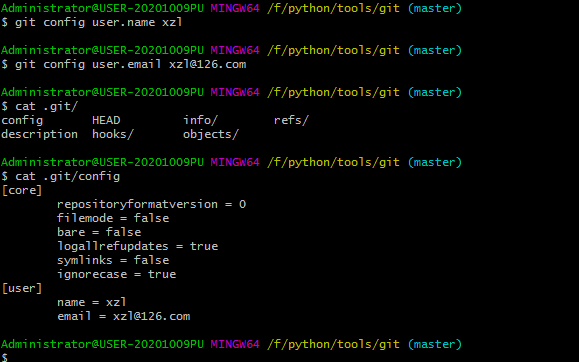 Administrator@USER-20201009PU MINGW64 /f/python/tools/git (master)
$ git config user.name xzl
Administrator@USER-20201009PU MINGW64 /f/python/tools/git (master)
$ git config user.email xzl@126.com
Administrator@USER-20201009PU MINGW64 /f/python/tools/git (master)
$ cat .git/
config HEAD info/ refs/
description hooks/ objects/
Administrator@USER-20201009PU MINGW64 /f/python/tools/git (master)
$ cat .git/config
[core]
repositoryformatversion = 0
filemode = false
bare = false
logallrefupdates = true
symlinks = false
ignorecase = true
[user]
name = xzl
email = xzl@126.com
Administrator@USER-20201009PU MINGW64 /f/python/tools/git (master)
$